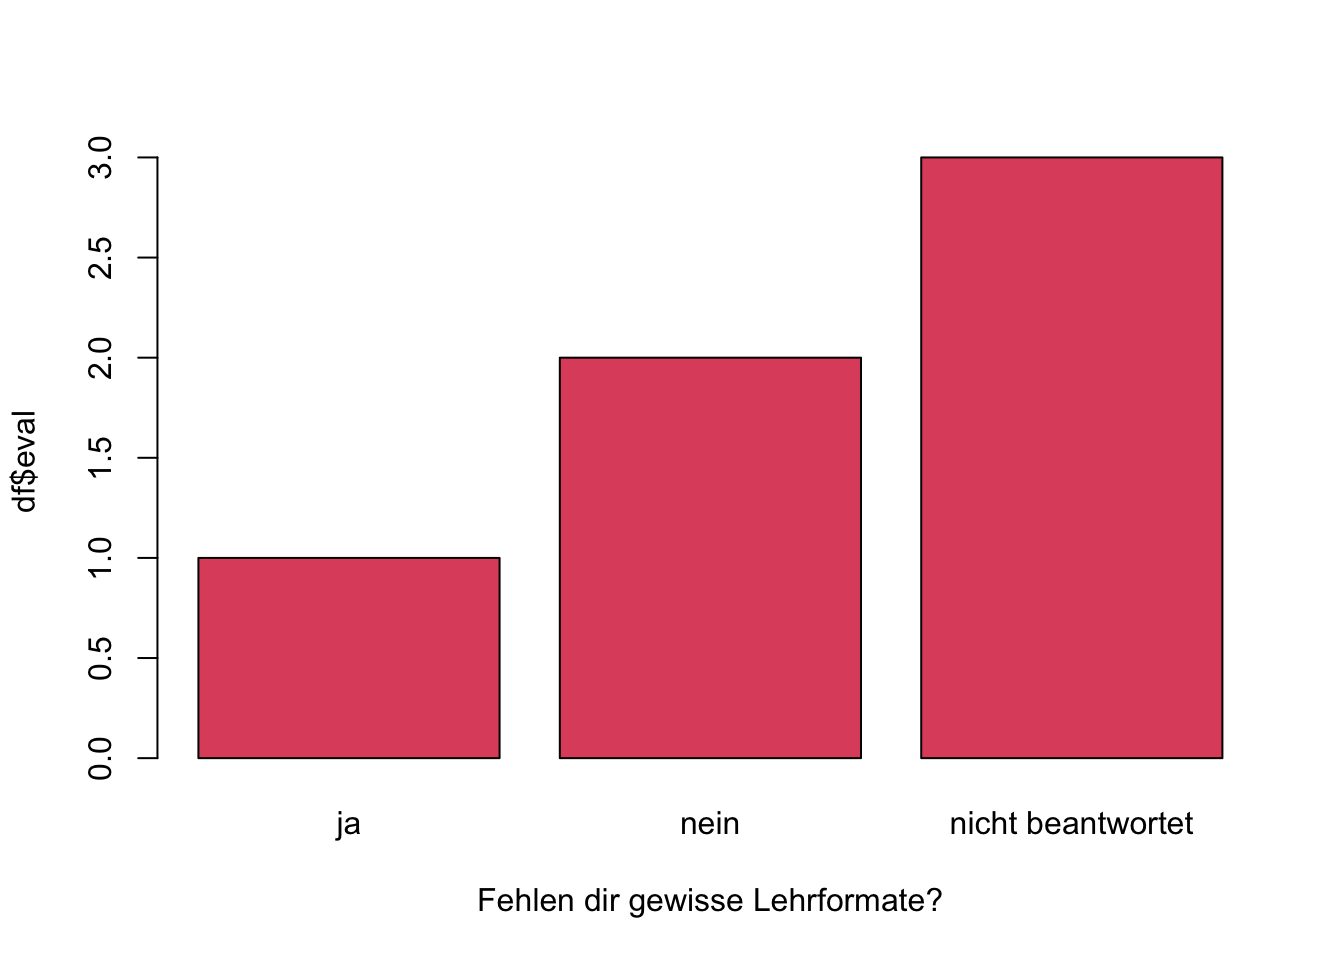 3.0
2.5
2.0
1.5
1.0
0.5
0.0
df$eval
ja
nein
nicht beantwortet
Fehlen dir gewisse Lehrformate?